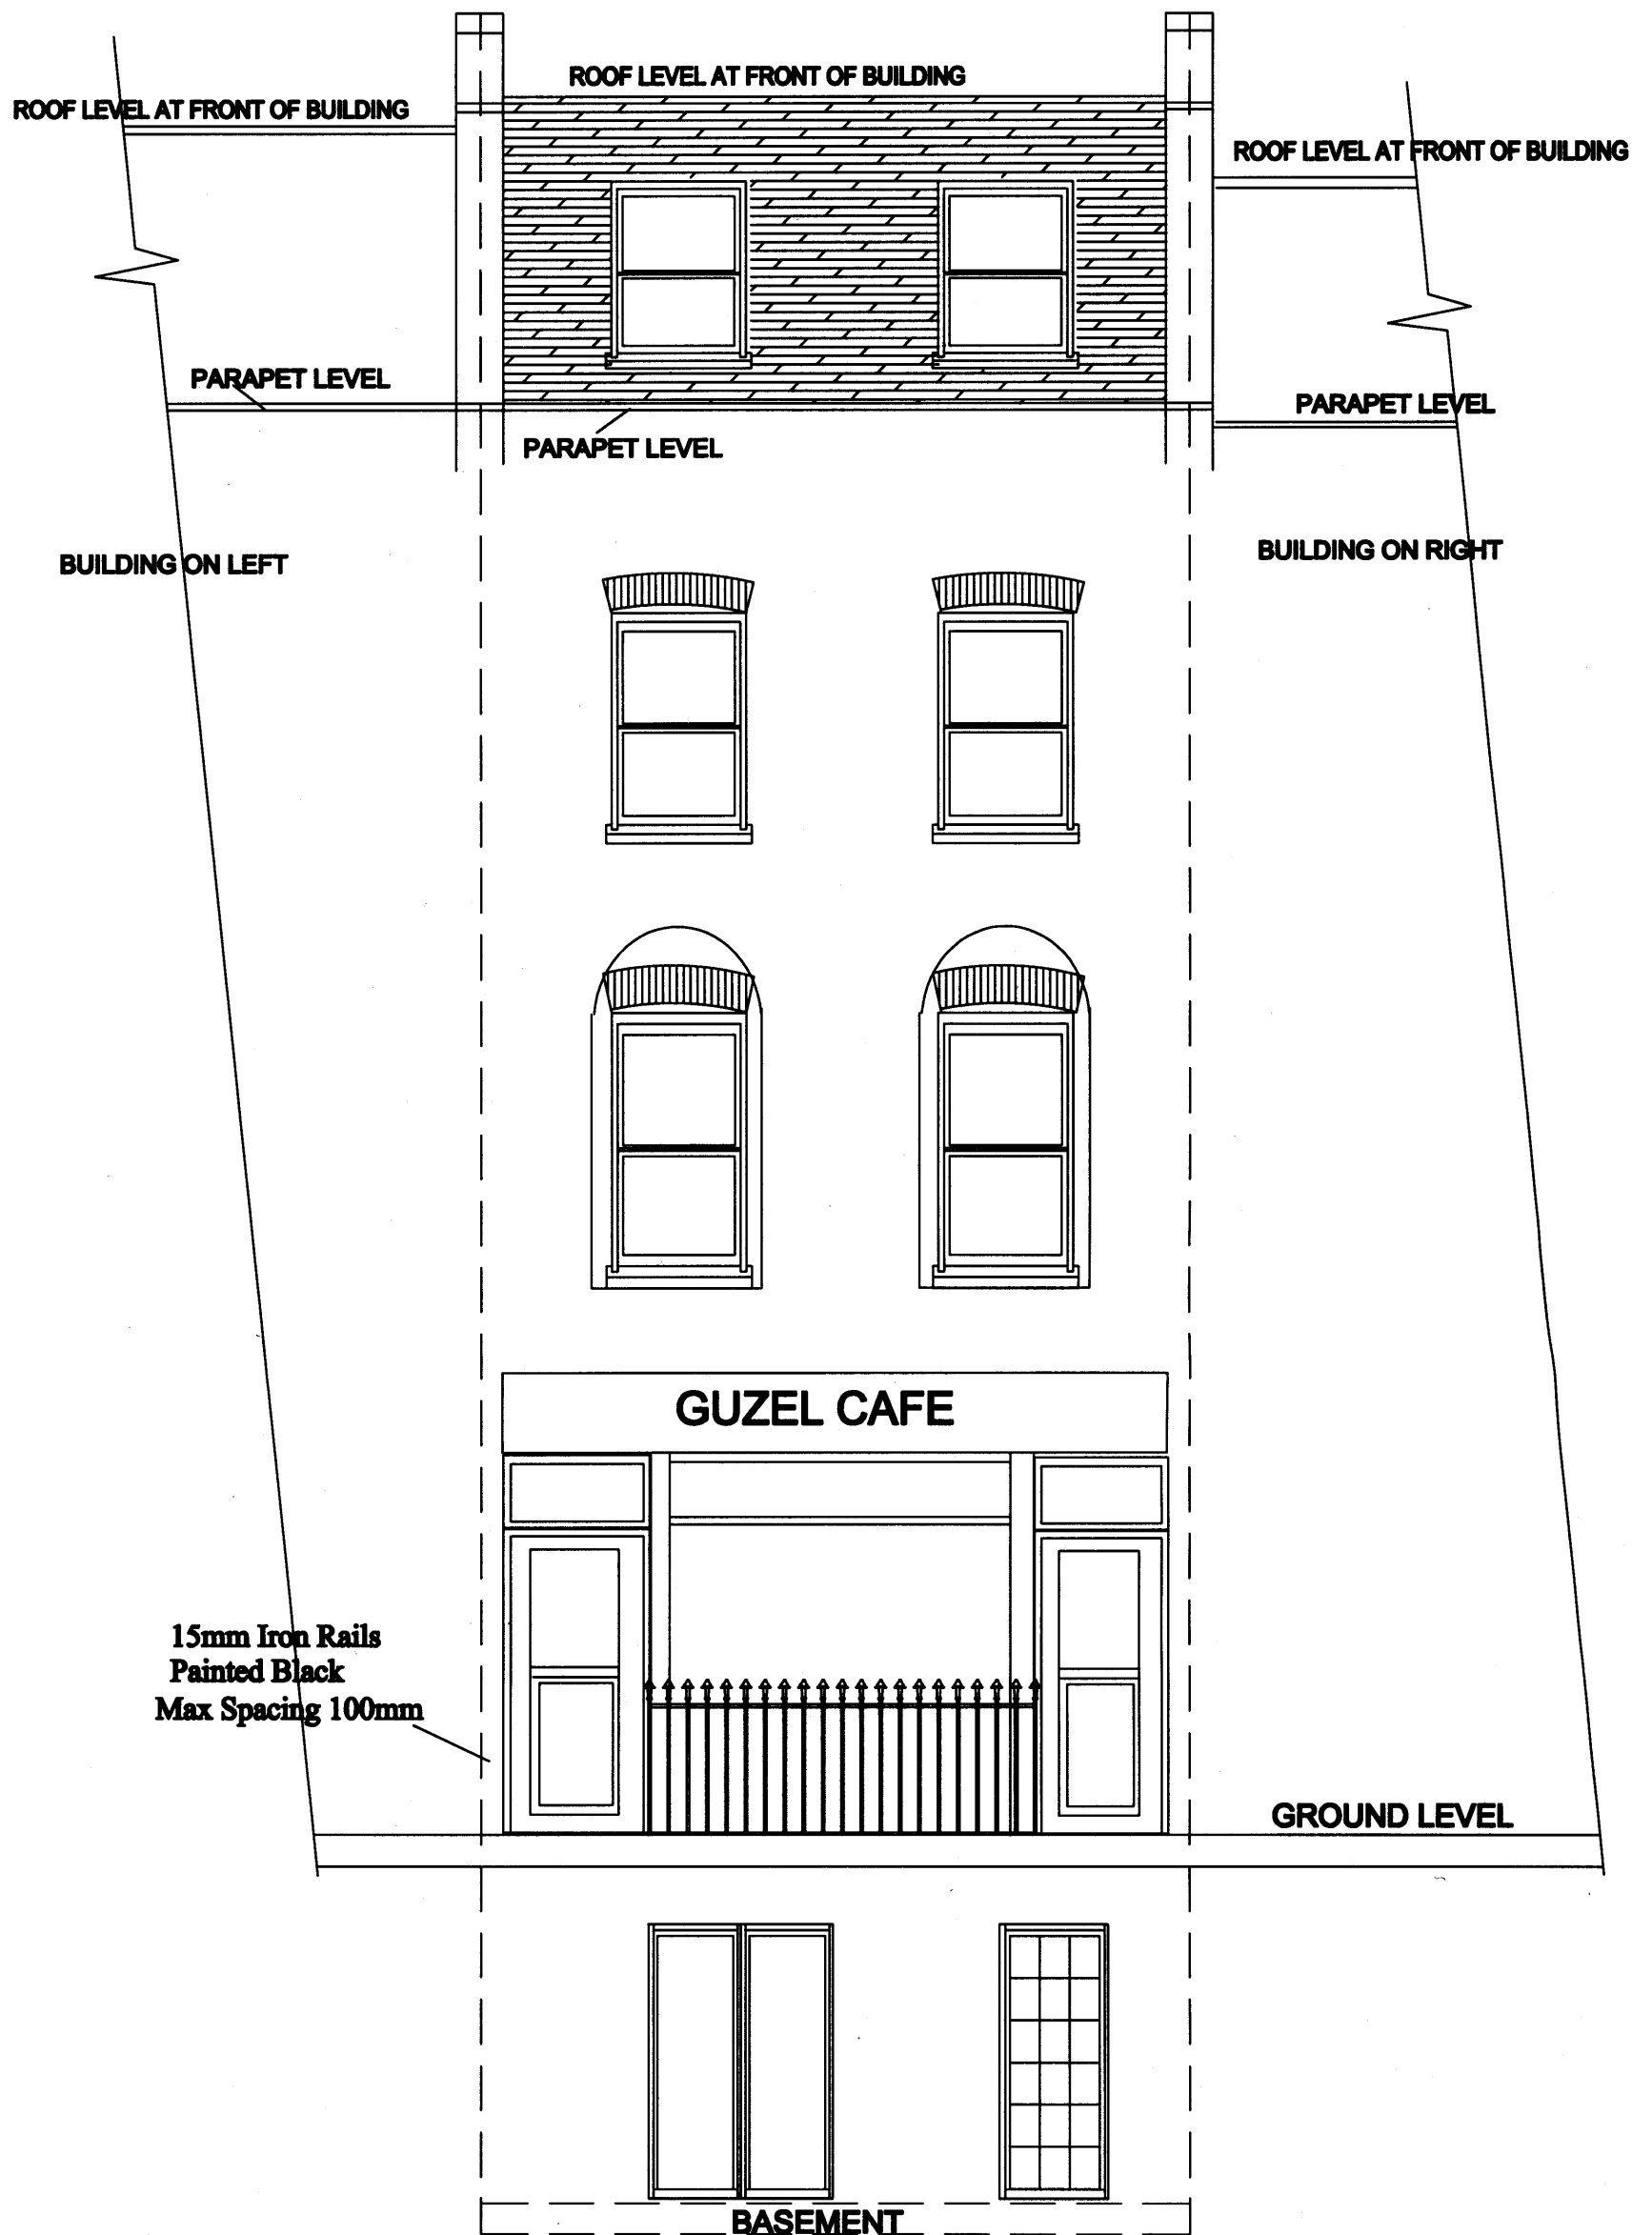 ROOF LEVEL AT FRONT OF BUILDING
ROOF LEVEL AT FRONT OF BUILDING
ROOF LEVEL AT FRONT OF BUILDING
PARAPET LEVEL
PARAPET LEVEL
PARAPET LEVEL
BUILDING ON LEFT
BUILDING ON RIGHT
GUZEL CAFE
15mm Iron Rails
Painted Black
Max Spacing 100mm
GROUND LEVEL
BASEMENT